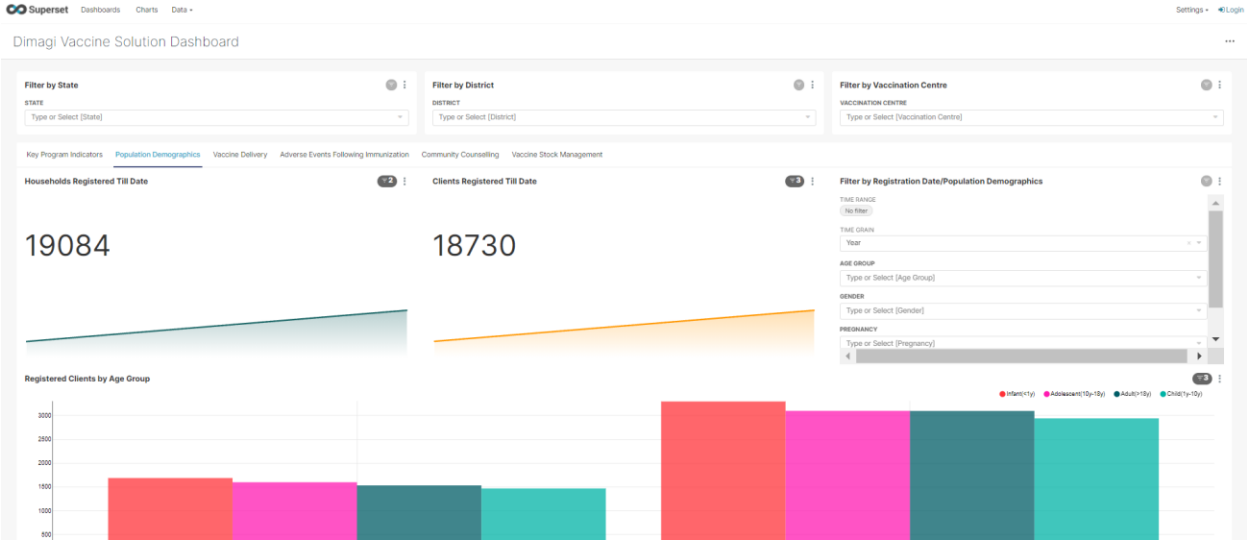 Superset Dashboards Charts Data Settings Login
Dimagi Vaccine Solution Dashboard
Filter by State
STATE
Type or Select [State]
Filter by District
DISTRICT
Type or Select [District]
Filter by Vaccination Centre
VACCINATION CENTRE
Type or Select [Vaccination Centre]
Key Program Indicators Population Demographics Vaccine Delivery Adverse Events Following Immunization Community Counselling Vaccine Stock Management
Households Registered Till Date 2
19084
Clients Registered Till Date 3
18730
Filter by Registration Date/Population Demographics
TIME RANGE
No filter
TIME GRAIN
Year
AGE GROUP
Type or Select [Age Group]
GENDER
Type or Select [Gender]
PREGNANCY
Type or Select [Pregnancy]
Registered Clients by Age Group 3
Infant(<1y) Adolescent(10y-18y) Adult(>18y) Child(1y-10y)
3000
2500
2000
1500
1000
500